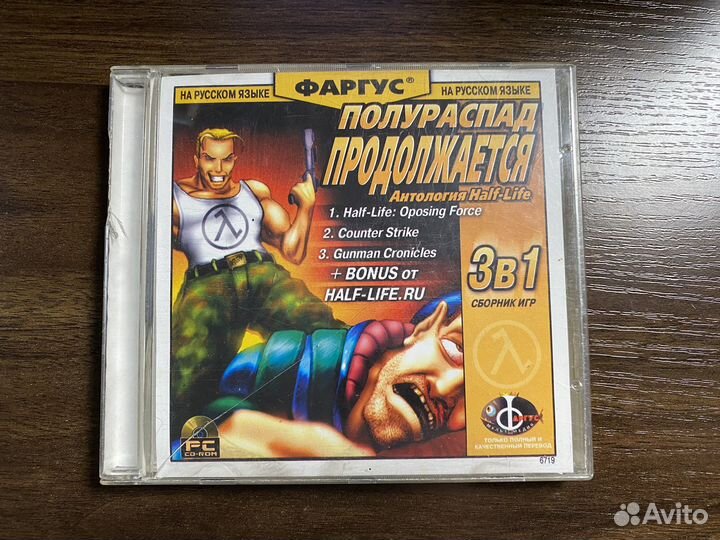 НА РУССКОМ ЯЗЫКЕ
ФАРГУС®
НА РУССКОМ ЯЗЫКЕ
ПОЛУРАСПАД
ПРОДОЛЖАЕТСЯ
Антология Half-Life
1. Half-Life: Oposing Force
2. Counter Strike
3. Gunman Cronicles
+ BONUS от
HALF-LIFE.RU
3в1
СБОРНИК ИГР
λ
λ
PC
CD-ROM
Фаргус
МУЛЬТИМЕДИА
ТОЛЬКО ПОЛНЫЙ И
КАЧЕСТВЕННЫЙ ПЕРЕВОД
6719
Avito